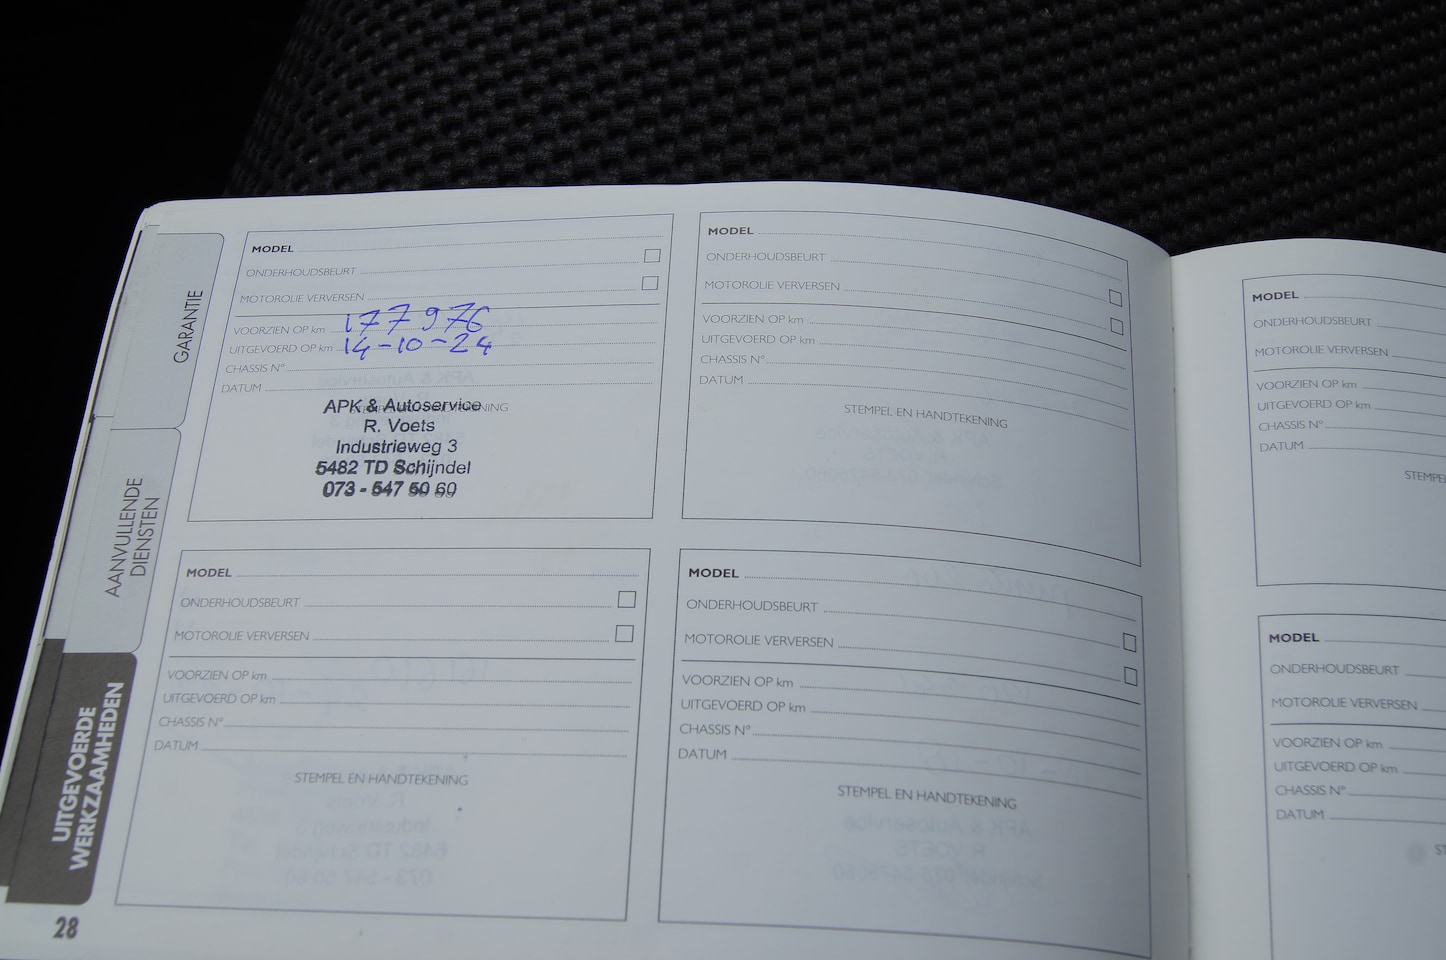 GARANTIE
AANVULLENDE
DIENSTEN
UITGEVOERDE
WERKZAAMHEDEN
28
MODEL
ONDERHOUDSBEURT
MOTOROLIE VERVERSEN
VOORZIEN OP km 177976
UITGEVOERD OP km 14-10-24
CHASSIS N°
DATUM
STEMPEL EN HANDTEKENING
APK & Autoservice
R. Voets
Industrieweg 3
5482 TD Schijndel
073 - 547 50 60
MODEL
ONDERHOUDSBEURT
MOTOROLIE VERVERSEN
VOORZIEN OP km
UITGEVOERD OP km
CHASSIS N°
DATUM
STEMPEL EN HANDTEKENING
MODEL
ONDERHOUDSBEURT
MOTOROLIE VERVERSEN
VOORZIEN OP km
UITGEVOERD OP km
CHASSIS N°
DATUM
STEMPEL EN HANDTEKENING
MODEL
ONDERHOUDSBEURT
MOTOROLIE VERVERSEN
VOORZIEN OP km
UITGEVOERD OP km
CHASSIS N°
DATUM
STEMPEL EN HANDTEKENING
MODEL
ONDERHOUDSBEURT
MOTOROLIE VERVERSEN
VOORZIEN OP km
UITGEVOERD OP km
CHASSIS N°
DATUM
MODEL
ONDERHOUDSBEURT
MOTOROLIE VERVERSEN
VOORZIEN OP km
UITGEVOERD OP km
CHASSIS N°
DATUM